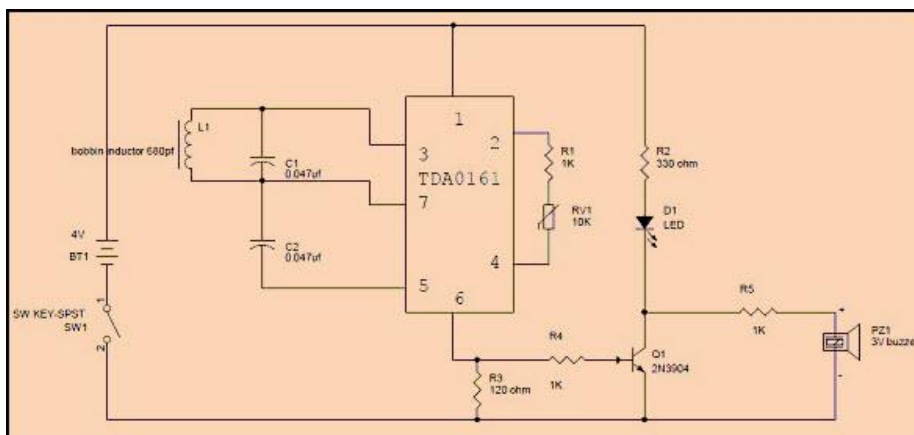 L1
bobbin inductor 680pf
C1
0.047uf
C2
0.047uf
4V
BT1
SW KEY-SPST
SW1
1
2
1
2
3
TDA0161
7
4
5
6
R1
1K
RV1
10K
R2
330 ohm
D1
LED
R5
1K
PZ1
3V buzze
+
-
R4
1K
Q1
2N3904
R3
120 ohm